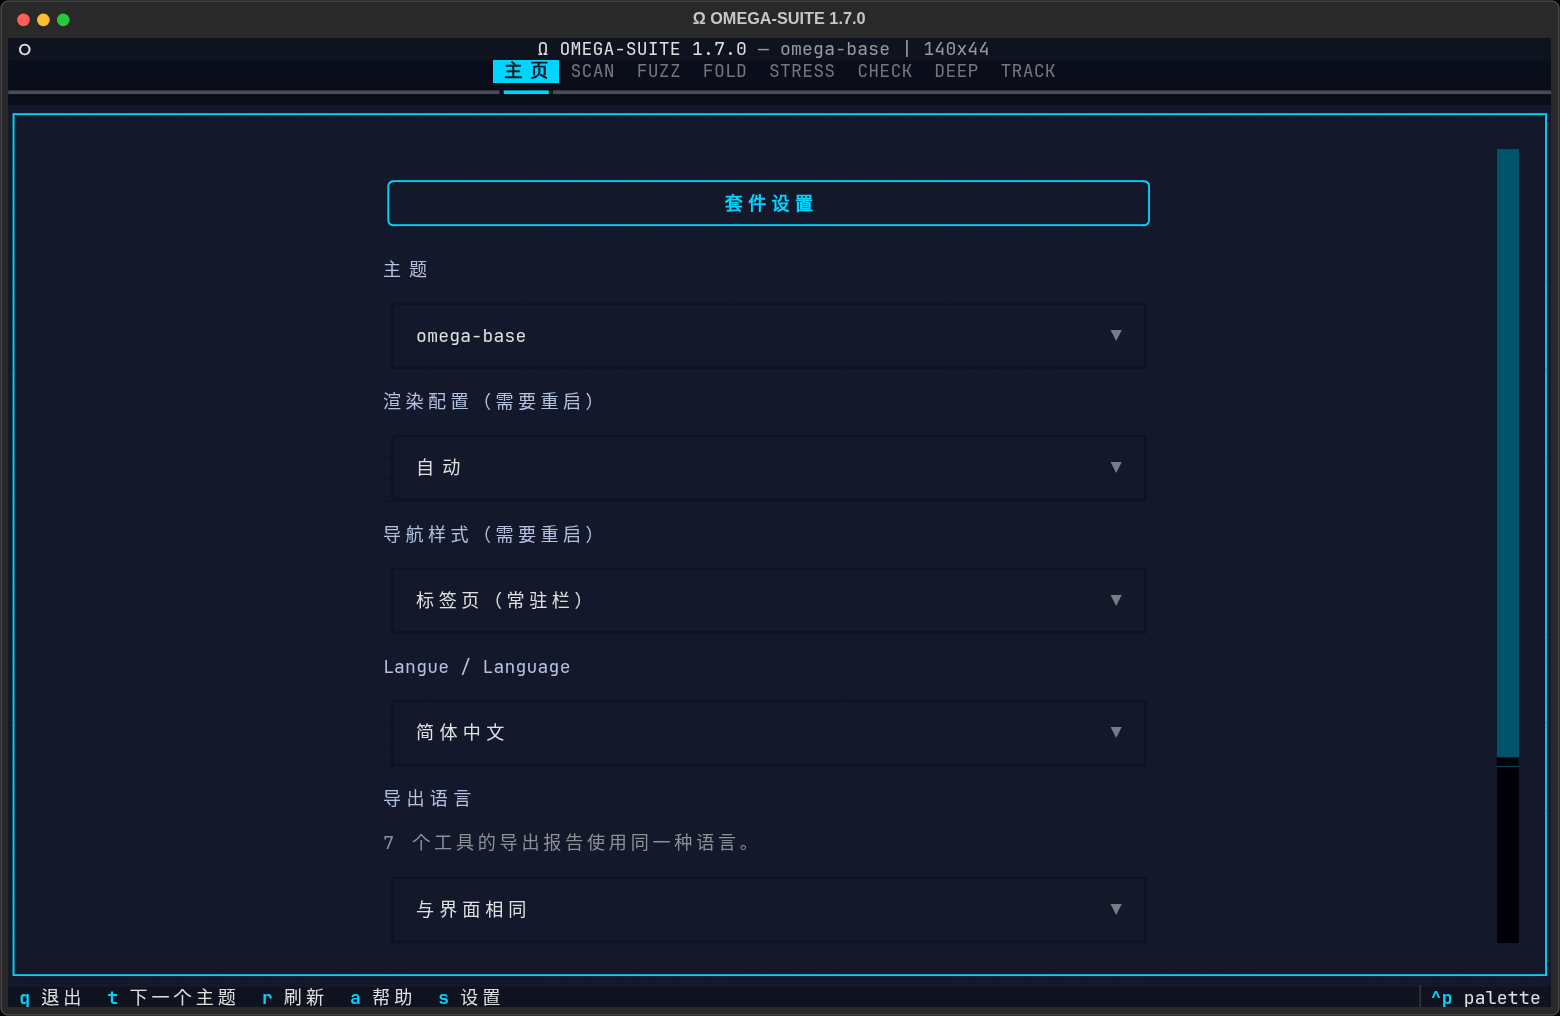 Ω OMEGA-SUITE 1.7.0
Ω OMEGA-SUITE 1.7.0 — omega-base | 140x44
主页 SCAN FUZZ FOLD STRESS CHECK DEEP TRACK
套件设置
主题
omega-base ▼
渲染配置（需要重启）
自动 ▼
导航样式（需要重启）
标签页（常驻栏） ▼
Langue / Language
简体中文 ▼
导出语言
7 个工具的导出报告使用同一种语言。
与界面相同 ▼
q 退出 t 下一个主题 r 刷新 a 帮助 s 设置 ^p palette